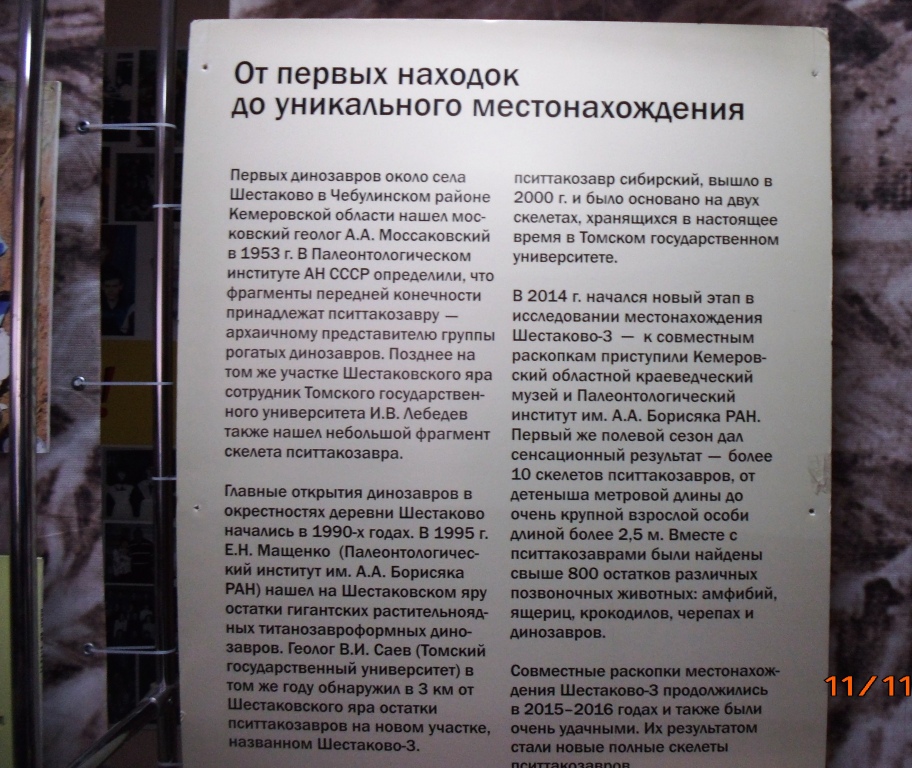 От первых находок
до уникального местонахождения
Первых динозавров около села
Шестаково в Чебулинском районе
Кемеровской области нашел мос-
ковский геолог А.А. Моссаковский
в 1953 г. В Палеонтологическом
институте АН СССР определили, что
фрагменты передней конечности
принадлежат пситтакозавру —
архаичному представителю группы
рогатых динозавров. Позднее на
том же участке Шестаковского яра
сотрудник Томского государствен-
ного университета И.В. Лебедев
также нашел небольшой фрагмент
скелета пситтакозавра.
Главные открытия динозавров в
окрестностях деревни Шестаково
начались в 1990-х годах. В 1995 г.
Е.Н. Мащенко (Палеонтологичес-
кий институт им. А.А. Борисяка
РАН) нашел на Шестаковском яру
остатки гигантских растительнояд-
ных титанозавроформных дино-
завров. Геолог В.И. Саев (Томский
государственный университет) в
том же году обнаружил в 3 км от
Шестаковского яра остатки
пситтакозавров на новом участке,
названном Шестаково-3.
пситтакозавр сибирский, вышло в
2000 г. и было основано на двух
скелетах, хранящихся в настоящее
время в Томском государственном
университете.
В 2014 г. начался новый этап в
исследовании местонахождения
Шестаково-3 — к совместным
раскопкам приступили Кемеров-
ский областной краеведческий
музей и Палеонтологический
институт им. А.А. Борисяка РАН.
Первый же полевой сезон дал
сенсационный результат — более
10 скелетов пситтакозавров, от
детеныша метровой длины до
очень крупной взрослой особи
длиной более 2,5 м. Вместе с
пситтакозаврами были найдены
свыше 800 остатков различных
позвоночных животных: амфибий,
ящериц, крокодилов, черепах и
динозавров.
Совместные раскопки местонахож-
дения Шестаково-3 продолжились
в 2015–2016 годах и также были
очень удачными. Их результатом
стали новые полные скелеты
пситтакозавров
11/11